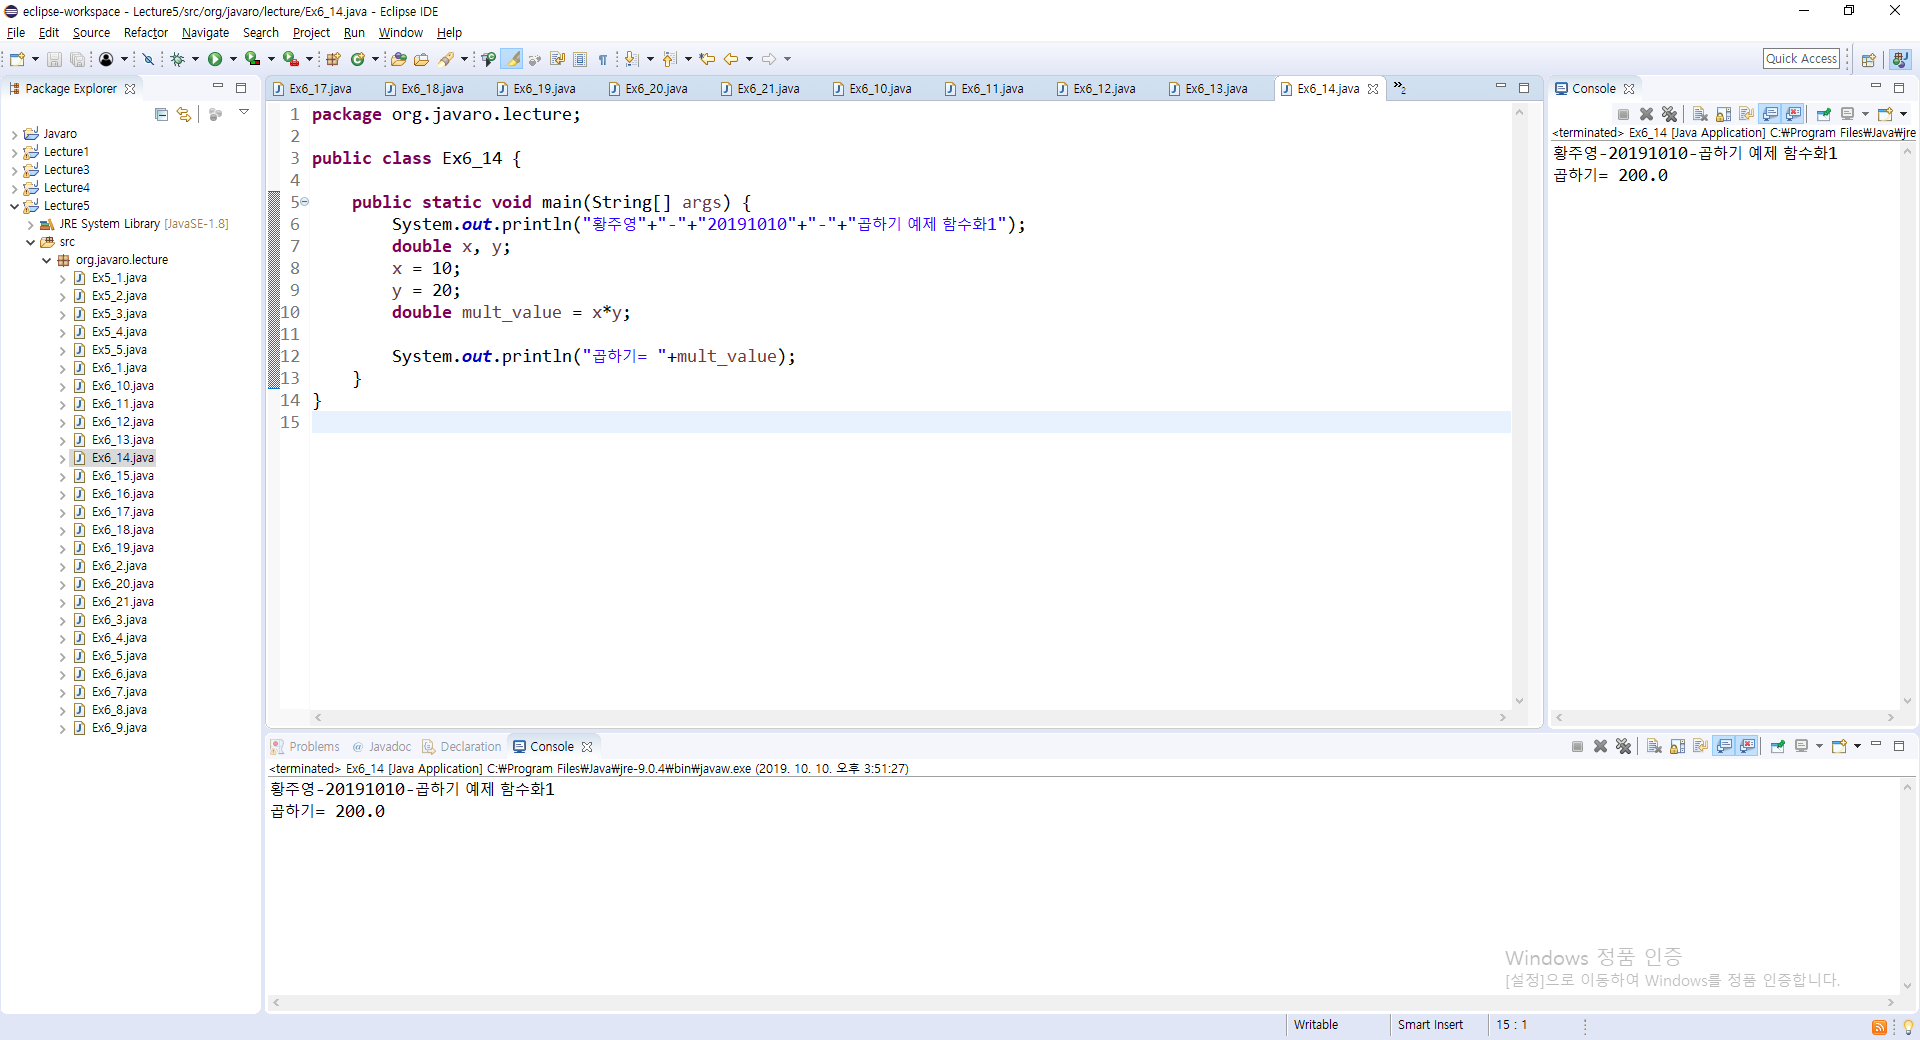 eclipse-workspace - Lecture5/src/org/javaro/lecture/Ex6_14.java - Eclipse IDE
File Edit Source Refactor Navigate Search Project Run Window Help
Quick Access
Package Explorer
Javaro
Lecture1
Lecture3
Lecture4
Lecture5
JRE System Library [JavaSE-1.8]
src
org.javaro.lecture
Ex5_1.java
Ex5_2.java
Ex5_3.java
Ex5_4.java
Ex5_5.java
Ex6_1.java
Ex6_10.java
Ex6_11.java
Ex6_12.java
Ex6_13.java
Ex6_14.java
Ex6_15.java
Ex6_16.java
Ex6_17.java
Ex6_18.java
Ex6_19.java
Ex6_2.java
Ex6_20.java
Ex6_21.java
Ex6_3.java
Ex6_4.java
Ex6_5.java
Ex6_6.java
Ex6_7.java
Ex6_8.java
Ex6_9.java
Ex6_17.java Ex6_18.java Ex6_19.java Ex6_20.java Ex6_21.java Ex6_10.java Ex6_11.java Ex6_12.java Ex6_13.java Ex6_14.java »2
1 package org.javaro.lecture;
2
3 public class Ex6_14 {
4
5 public static void main(String[] args) {
6 System.out.println("황주영"+"-"+"20191010"+"-"+"곱하기 예제 함수화1");
7 double x, y;
8 x = 10;
9 y = 20;
10 double mult_value = x*y;
11
12 System.out.println("곱하기= "+mult_value);
13 }
14 }
15
Console
<terminated> Ex6_14 [Java Application] C:₩Program Files₩Java₩jre
황주영-20191010-곱하기 예제 함수화1
곱하기= 200.0
Problems @ Javadoc Declaration Console
<terminated> Ex6_14 [Java Application] C:₩Program Files₩Java₩jre-9.0.4₩bin₩javaw.exe (2019. 10. 10. 오후 3:51:27)
황주영-20191010-곱하기 예제 함수화1
곱하기= 200.0
Windows 정품 인증
[설정]으로 이동하여 Windows를 정품 인증합니다.
Writable Smart Insert 15 : 1